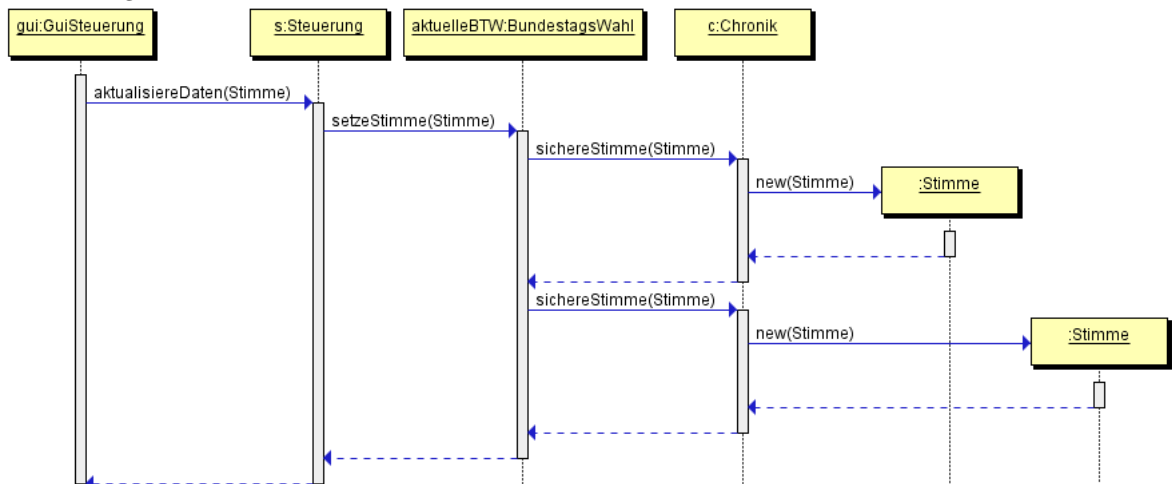 gui:GuiSteuerung
s:Steuerung
aktuelleBTW:BundestagsWahl
c:Chronik
aktualisiereDaten(Stimme)
setzeStimme(Stimme)
sichereStimme(Stimme)
new(Stimme)
:Stimme
sichereStimme(Stimme)
new(Stimme)
:Stimme